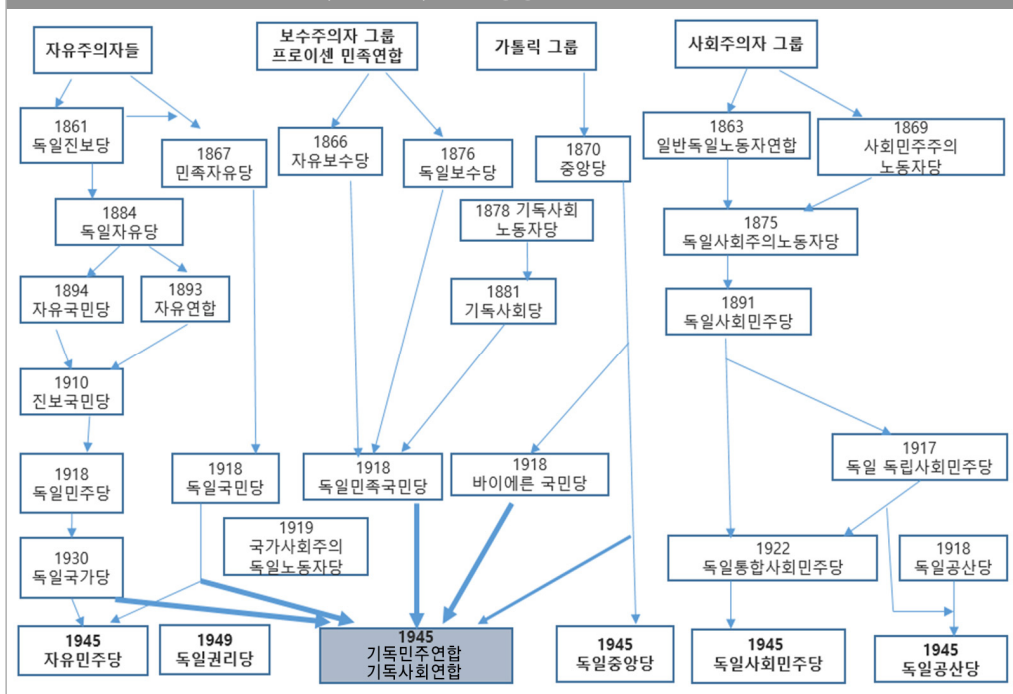 자유주의자들
보수주의자 그룹
프로이센 민족연합
가톨릭 그룹
사회주의자 그룹
1861
독일진보당
1867
민족자유당
1866
자유보수당
1876
독일보수당
1870
중앙당
1863
일반독일노동자연합
1869
사회민주주의
노동자당
1884
독일자유당
1878 기독사회
노동자당
1875
독일사회주의노동자당
1894
자유국민당
1893
자유연합
1881
기독사회당
1891
독일사회민주당
1910
진보국민당
1918
독일민주당
1918
독일국민당
1918
독일민족국민당
1918
바이에른 국민당
1917
독일 독립사회민주당
1919
국가사회주의
독일노동자당
1930
독일국가당
1922
독일통합사회민주당
1918
독일공산당
1945
자유민주당
1949
독일권리당
1945
기독민주연합
기독사회연합
1945
독일중앙당
1945
독일사회민주당
1945
독일공산당